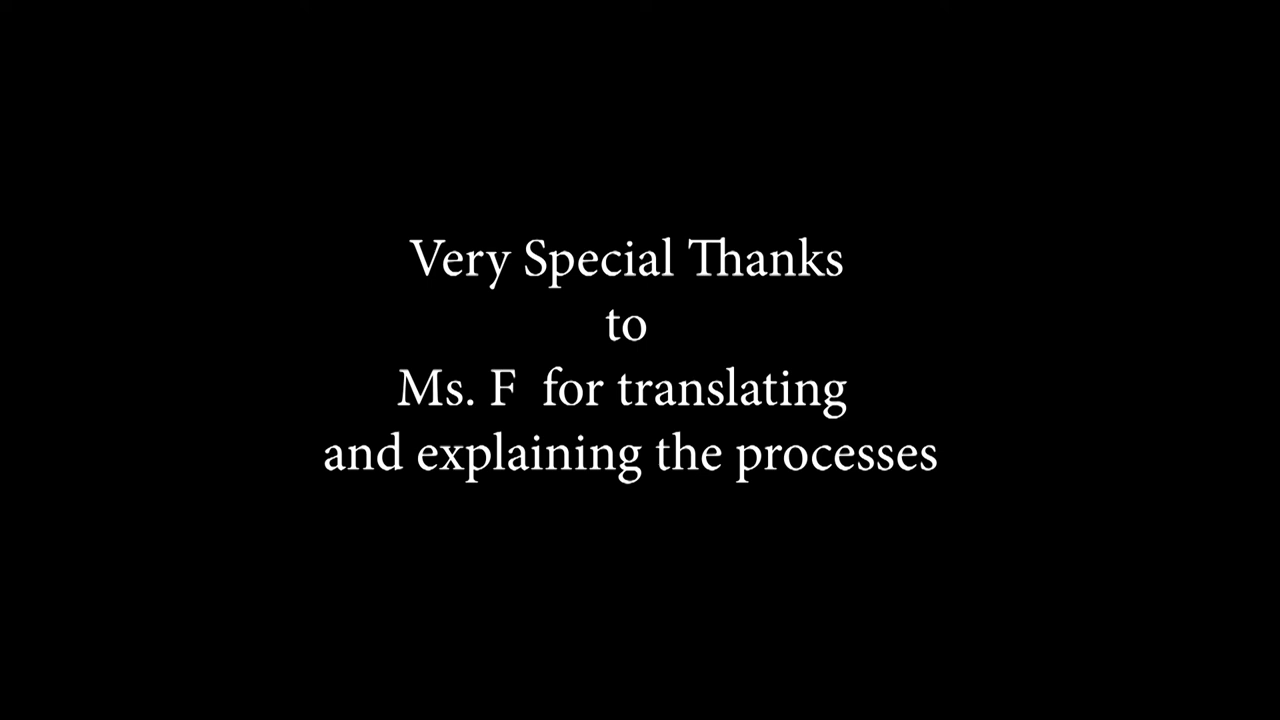 Very Special Thanks
to
Ms. F  for translating
and explaining the processes